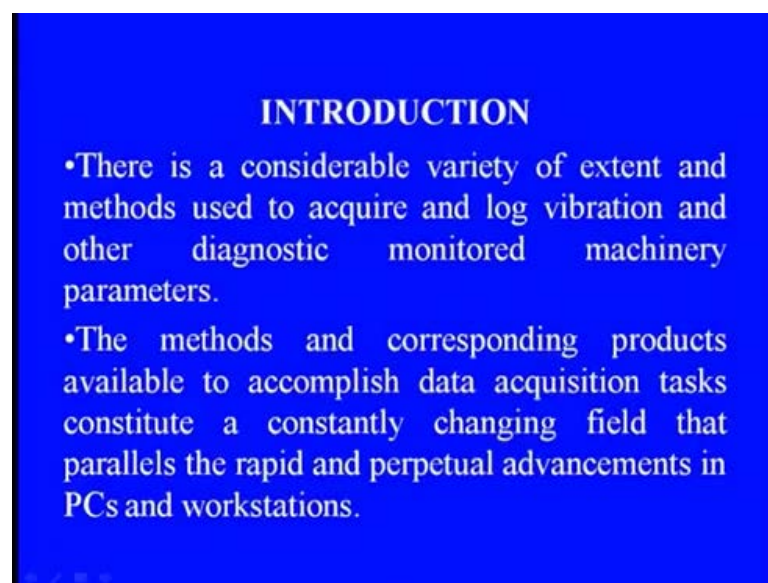 INTRODUCTION
•There is a considerable variety of extent and
methods used to acquire and log vibration and
other diagnostic monitored machinery
parameters.
•The methods and corresponding products
available to accomplish data acquisition tasks
constitute a constantly changing field that
parallels the rapid and perpetual advancements in
PCs and workstations.